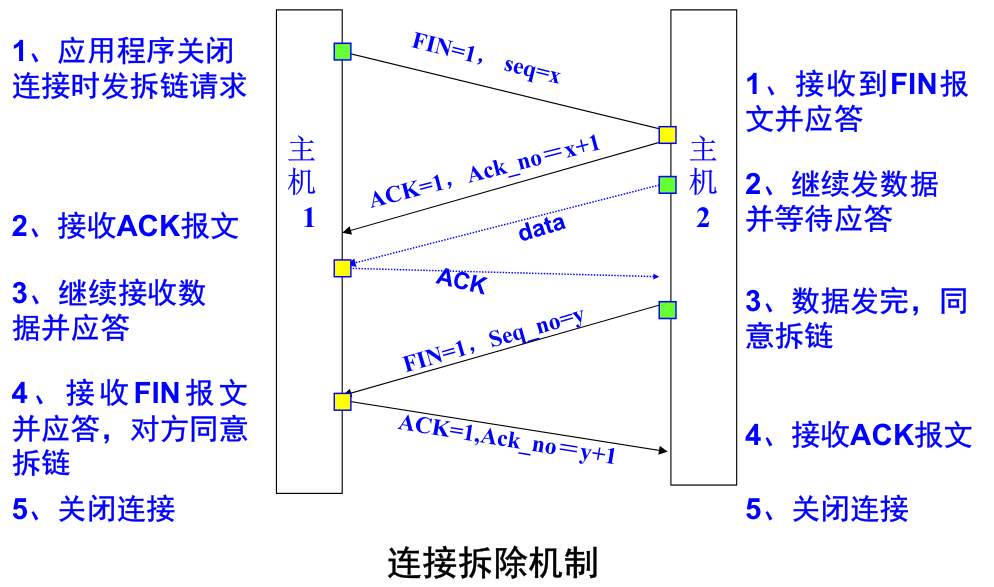 1、应用程序关闭
连接时发拆链请求
2、接收ACK报文
3、继续接收数
据并应答
4、接收FIN报文
并应答，对方同意
拆链
5、关闭连接
主
机
1
FIN=1， seq=x
ACK=1，Ack_no＝x+1
data
ACK
FIN=1，Seq_no=y
ACK=1,Ack_no＝y+1
主
机
2
1、接收到FIN报
文并应答
2、继续发数据
并等待应答
3、数据发完，同
意拆链
4、接收ACK报文
5、关闭连接
连接拆除机制